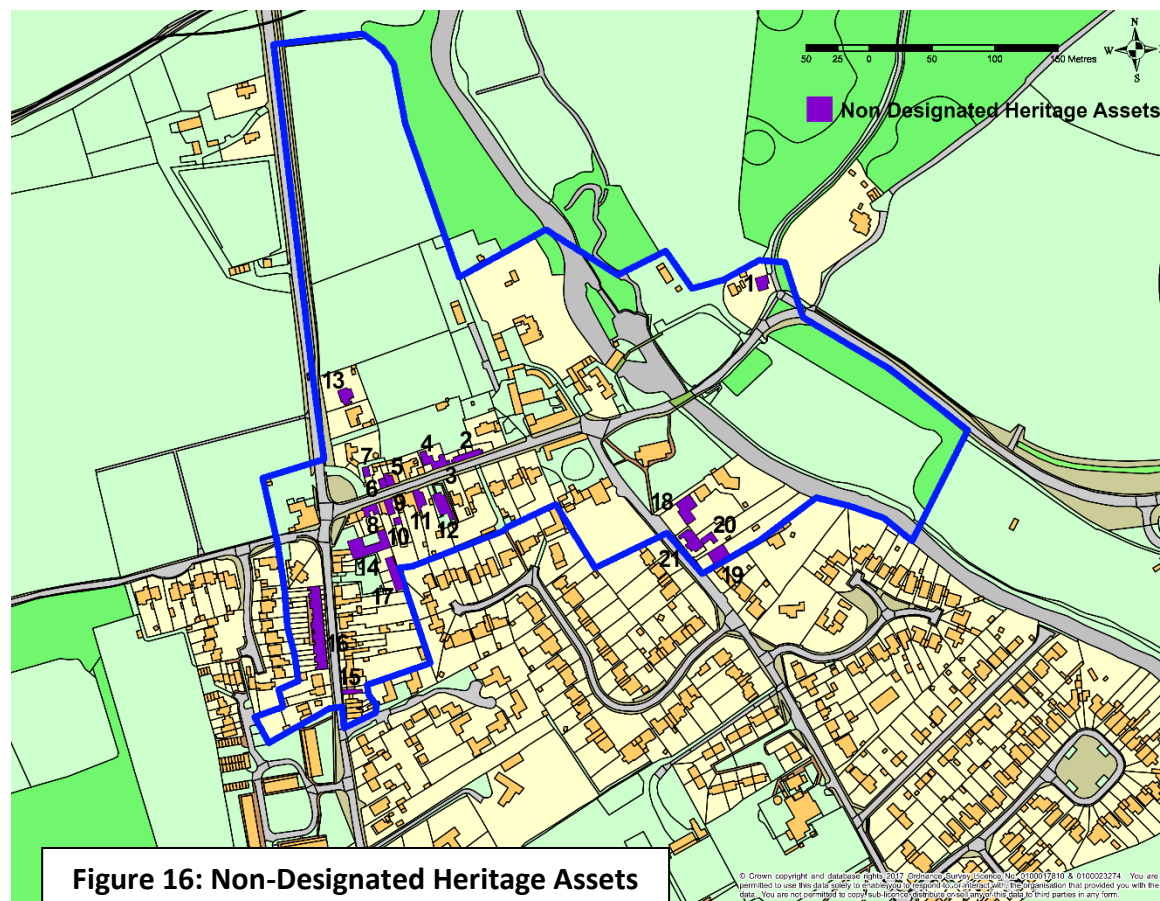 N
W
S
50 25 0 50 100 150 Metres
Non Designated Heritage Assets
1
13
4 2
7
5
3
6
9
11
12
8
10
14
17
16
15
18
20
21
19
Figure 16: Non-Designated Heritage Assets
© Crown copyright and database rights 2017 Ordnance Survey Licence No. 0100017810 & 0100023274. You are
permitted to use this data solely to enable you to respond to, or interact with, the organisation that provided you with the
data. You are not permitted to copy, sub-licence, distribute or sell any of this data to third parties in any form.